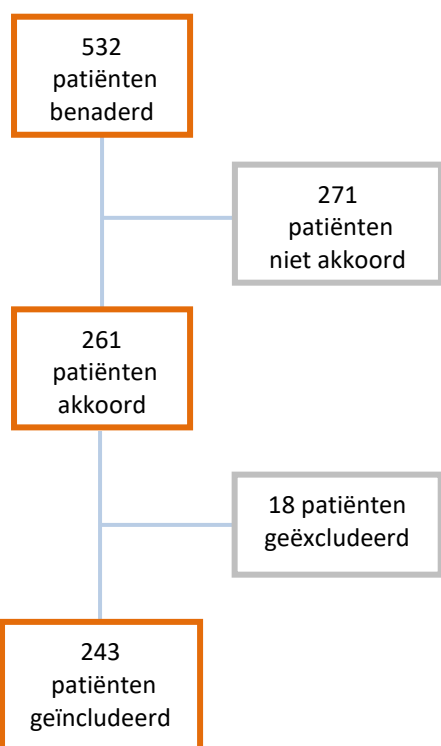 532
patiënten
benaderd
271
patiënten
niet akkoord
261
patiënten
akkoord
18 patiënten
geëxcludeerd
243
patiënten
geïncludeerd